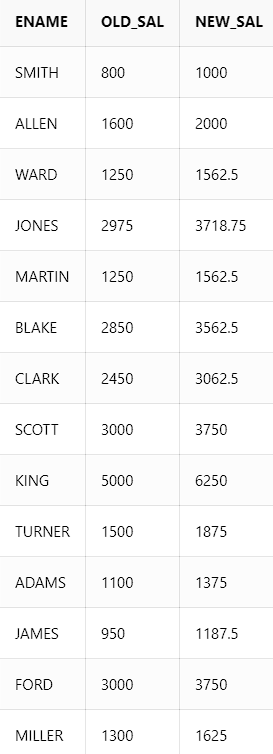 ENAME OLD_SAL NEW_SAL
SMITH 800 1000
ALLEN 1600 2000
WARD 1250 1562.5
JONES 2975 3718.75
MARTIN 1250 1562.5
BLAKE 2850 3562.5
CLARK 2450 3062.5
SCOTT 3000 3750
KING 5000 6250
TURNER 1500 1875
ADAMS 1100 1375
JAMES 950 1187.5
FORD 3000 3750
MILLER 1300 1625